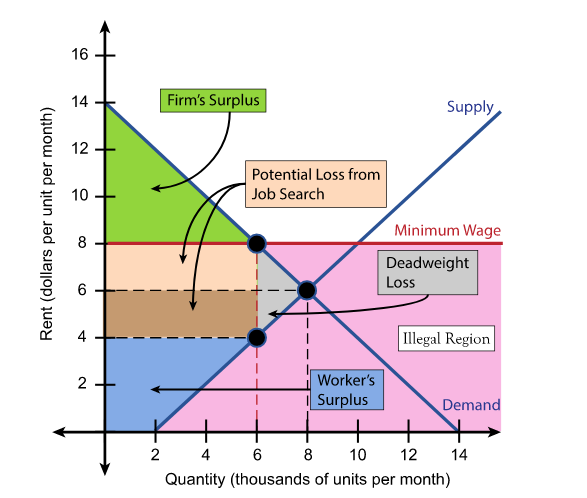 16
14
12
10
8
6
4
2
Rent (dollars per unit per month)
Firm's Surplus
Supply
Potential Loss from
Job Search
Minimum Wage
Deadweight
Loss
Illegal Region
Worker's
Surplus
Demand
2 4 6 8 10 12 14
Quantity (thousands of units per month)